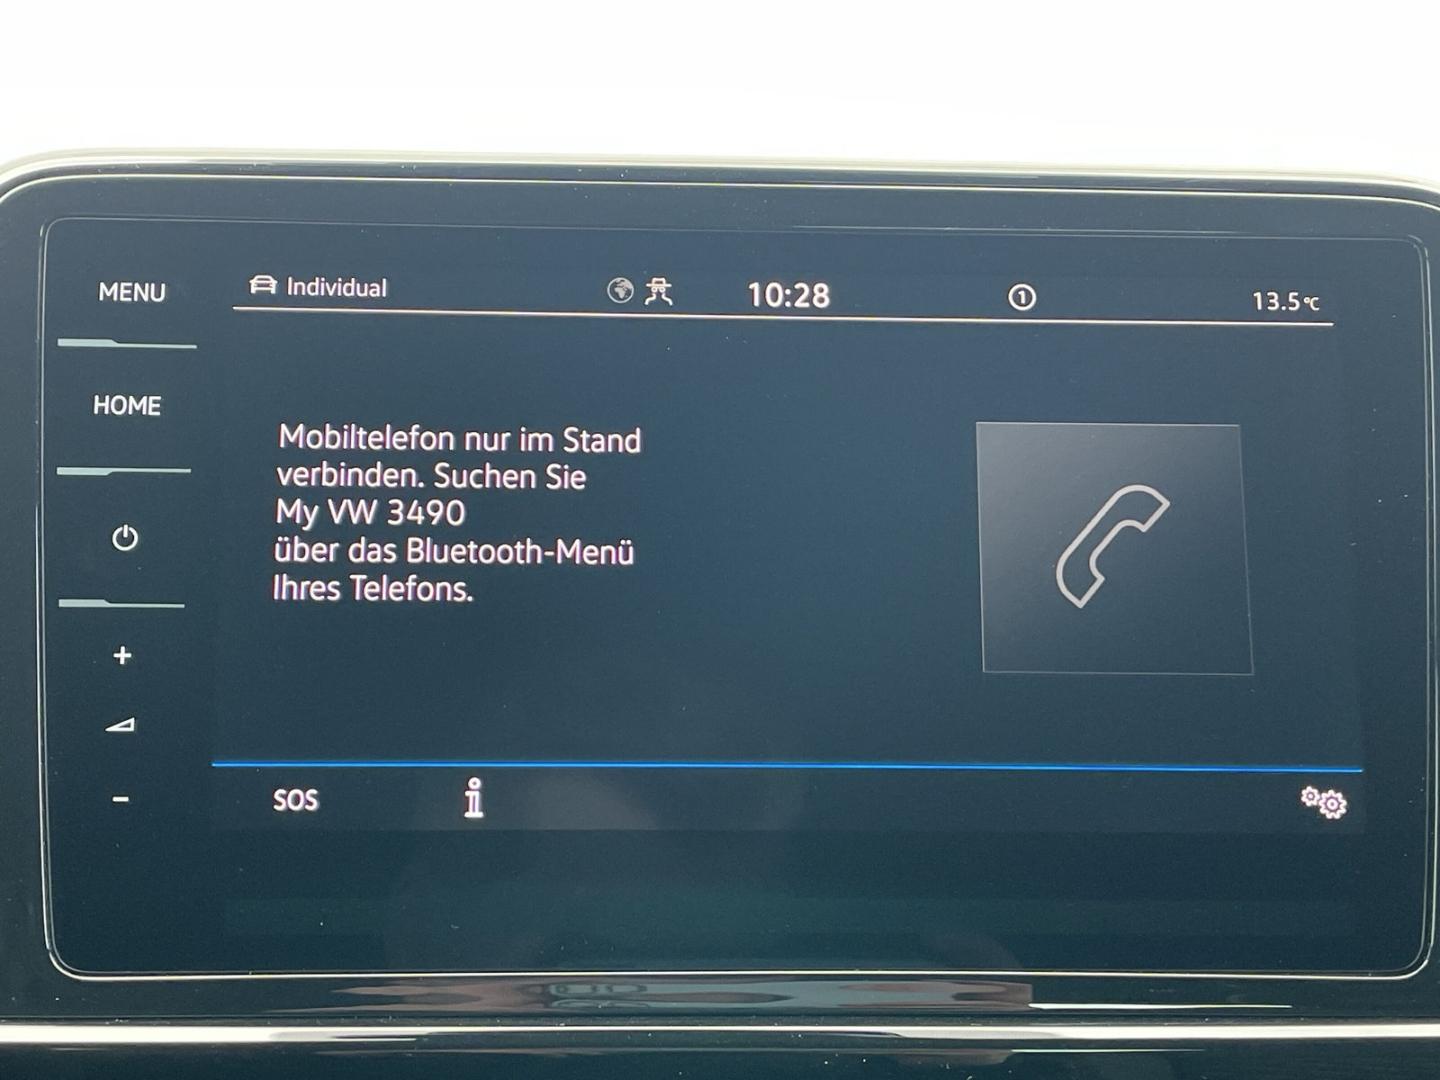 MENU
Individual
10:28
1
13.5°C
HOME
Mobiltelefon nur im Stand
verbinden. Suchen Sie
My VW 3490
über das Bluetooth-Menü
Ihres Telefons.
+
−
SOS
i